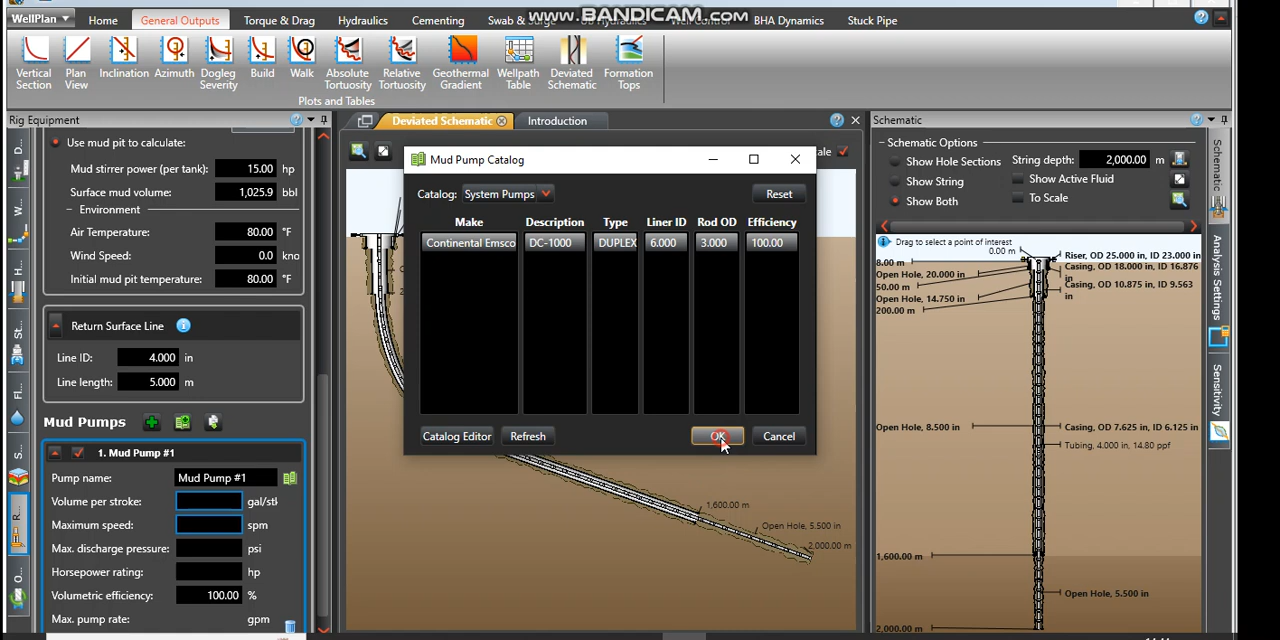 WellPlan
Home
General Outputs
Torque & Drag
Hydraulics
Cementing
Swab & Surge
www.BANDICAM.com
BHA Dynamics
Stuck Pipe
Vertical Section
Plan View
Inclination
Azimuth
Dogleg Severity
Build
Walk
Absolute Tortuosity
Relative Tortuosity
Geothermal Gradient
Wellpath Table
Deviated Schematic
Formation Tops
Plots and Tables
Rig Equipment
Use mud pit to calculate:
Mud stirrer power (per tank): 15.00 hp
Surface mud volume: 1,025.9 bbl
Environment
Air Temperature: 80.00 °F
Wind Speed: 0.0 kno
Initial mud pit temperature: 80.00 °F
Return Surface Line
Line ID: 4.000 in
Line length: 5.000 m
Mud Pumps
1. Mud Pump #1
Pump name: Mud Pump #1
Volume per stroke: gal/stk
Maximum speed: spm
Max. discharge pressure: psi
Horsepower rating: hp
Volumetric efficiency: 100.00 %
Max. pump rate: gpm
Deviated Schematic
Introduction
Mud Pump Catalog
Catalog: System Pumps
Reset
Make Description Type Liner ID Rod OD Efficiency
Continental Emsco DC-1000 DUPLEX 6.000 3.000 100.00
Catalog Editor
Refresh
OK
Cancel
1,600.00 m
Open Hole, 5.500 in
2,000.00 m
Schematic
Schematic Options
Show Hole Sections
Show String
Show Both
String depth: 2,000.00 m
Show Active Fluid
To Scale
Drag to select a point of interest
0.00 m
Riser, OD 25.000 in, ID 23.000 in
8.00 m
Casing, OD 18.000 in, ID 16.876 in
Open Hole, 20.000 in
50.00 m
Casing, OD 10.875 in, ID 9.563 in
Open Hole, 14.750 in
200.00 m
Open Hole, 8.500 in
Casing, OD 7.625 in, ID 6.125 in
Tubing, 4.000 in, 14.80 ppf
1,600.00 m
Open Hole, 5.500 in
2,000.00 m
Schematic
Analysis Settings
Sensitivity